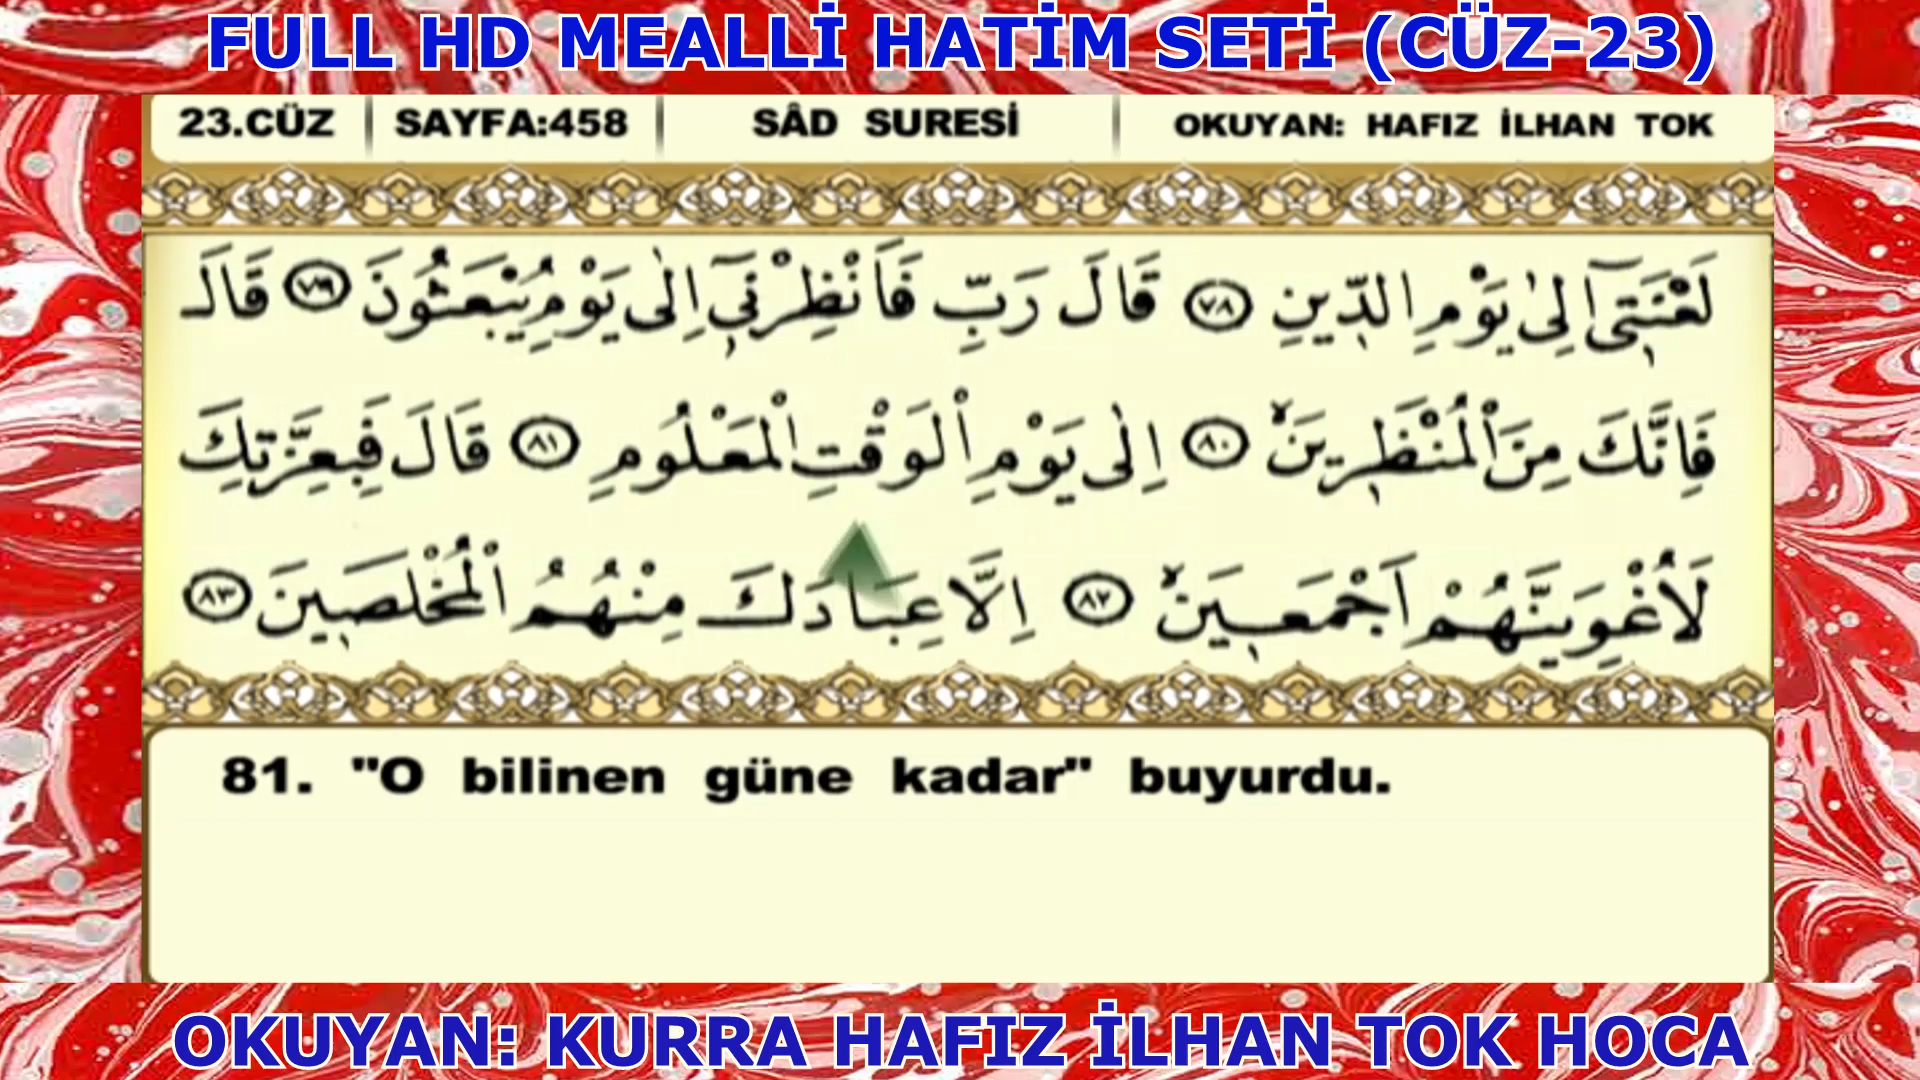 FULL HD MEALLİ HATİM SETİ (CÜZ-23)
23.CÜZ | SAYFA:458 | SÂD SURESİ | OKUYAN: HAFIZ İLHAN TOK
لَعْنَتٖٓى اِلٰى يَوْمِ الدّٖينِ ﴿٧٨﴾ قَالَ رَبِّ فَاَنْظِرْنٖٓى اِلٰى يَوْمِ يُبْعَثُونَ ﴿٧٩﴾ قَالَ
فَاِنَّكَ مِنَ الْمُنْظَرٖينَۙ ﴿٨٠﴾ اِلٰى يَوْمِ الْوَقْتِ الْمَعْلُومِ ﴿٨١﴾ قَالَ فَبِعِزَّتِكَ
لَاُغْوِيَنَّهُمْ اَجْمَعٖينَۙ ﴿٨٢﴾ اِلَّا عِبَادَكَ مِنْهُمُ الْمُخْلَصٖينَ ﴿٨٣﴾
81. "O bilinen güne kadar" buyurdu.
OKUYAN: KURRA HAFIZ İLHAN TOK HOCA